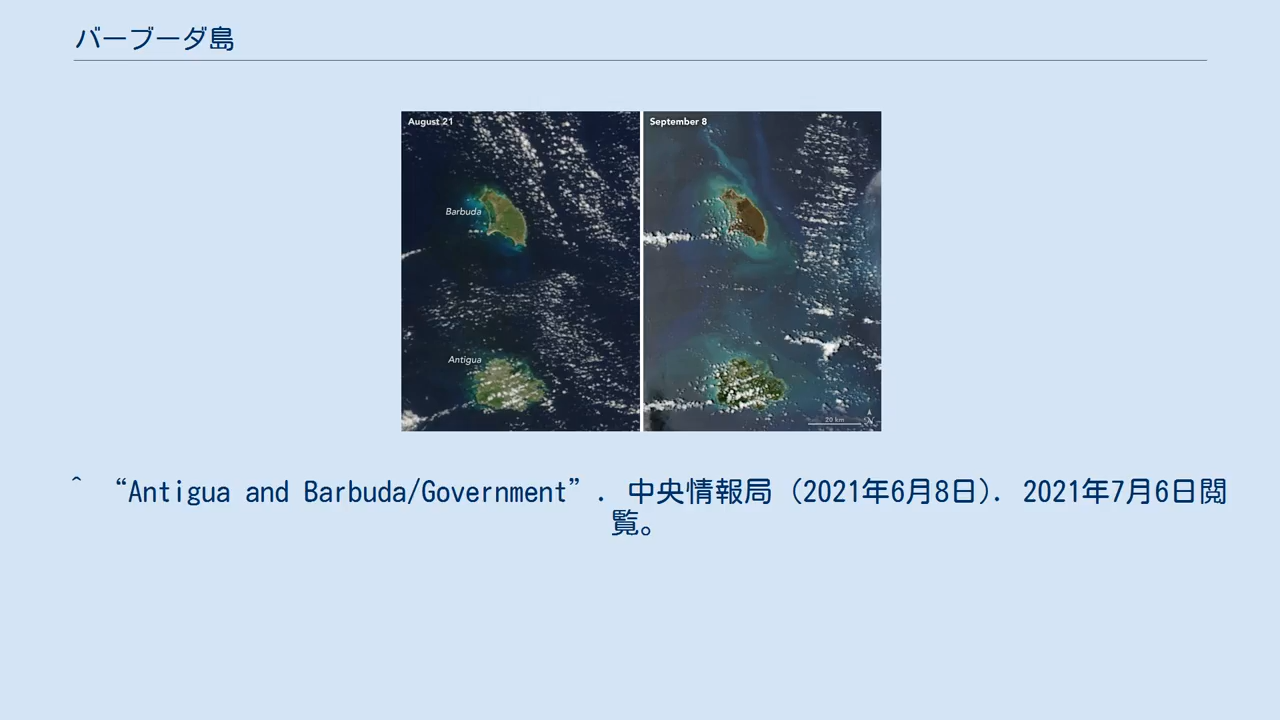 バーブーダ島
August 21
September 8
Barbuda
Antigua
20 km
N
^ “Antigua and Barbuda/Government”. 中央情報局 (2021年6月8日). 2021年7月6日閲
覧。